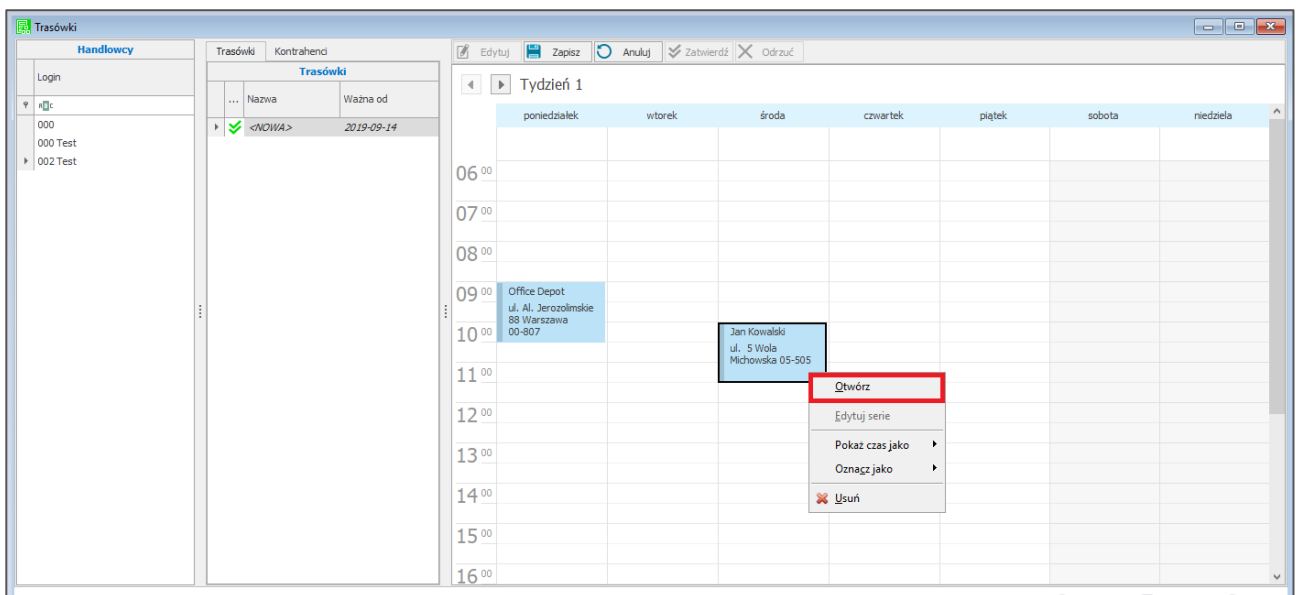 Trasówki
Handlowcy
Login
000
000 Test
002 Test
Trasówki Kontrahenci
Trasówki
... Nazwa Ważna od
<NOWA> 2019-09-14
Edytuj Zapisz Anuluj Zatwierdź Odrzuć
Tydzień 1
poniedziałek wtorek środa czwartek piątek sobota niedziela
06 00
07 00
08 00
09 00
Office Depot
ul. Al. Jerozolimskie
88 Warszawa
00-807
10 00
Jan Kowalski
ul. 5 Wola
Michowska 05-505
11 00
12 00
13 00
14 00
15 00
16 00
Otwórz
Edytuj serie
Pokaż czas jako
Oznacz jako
Usuń